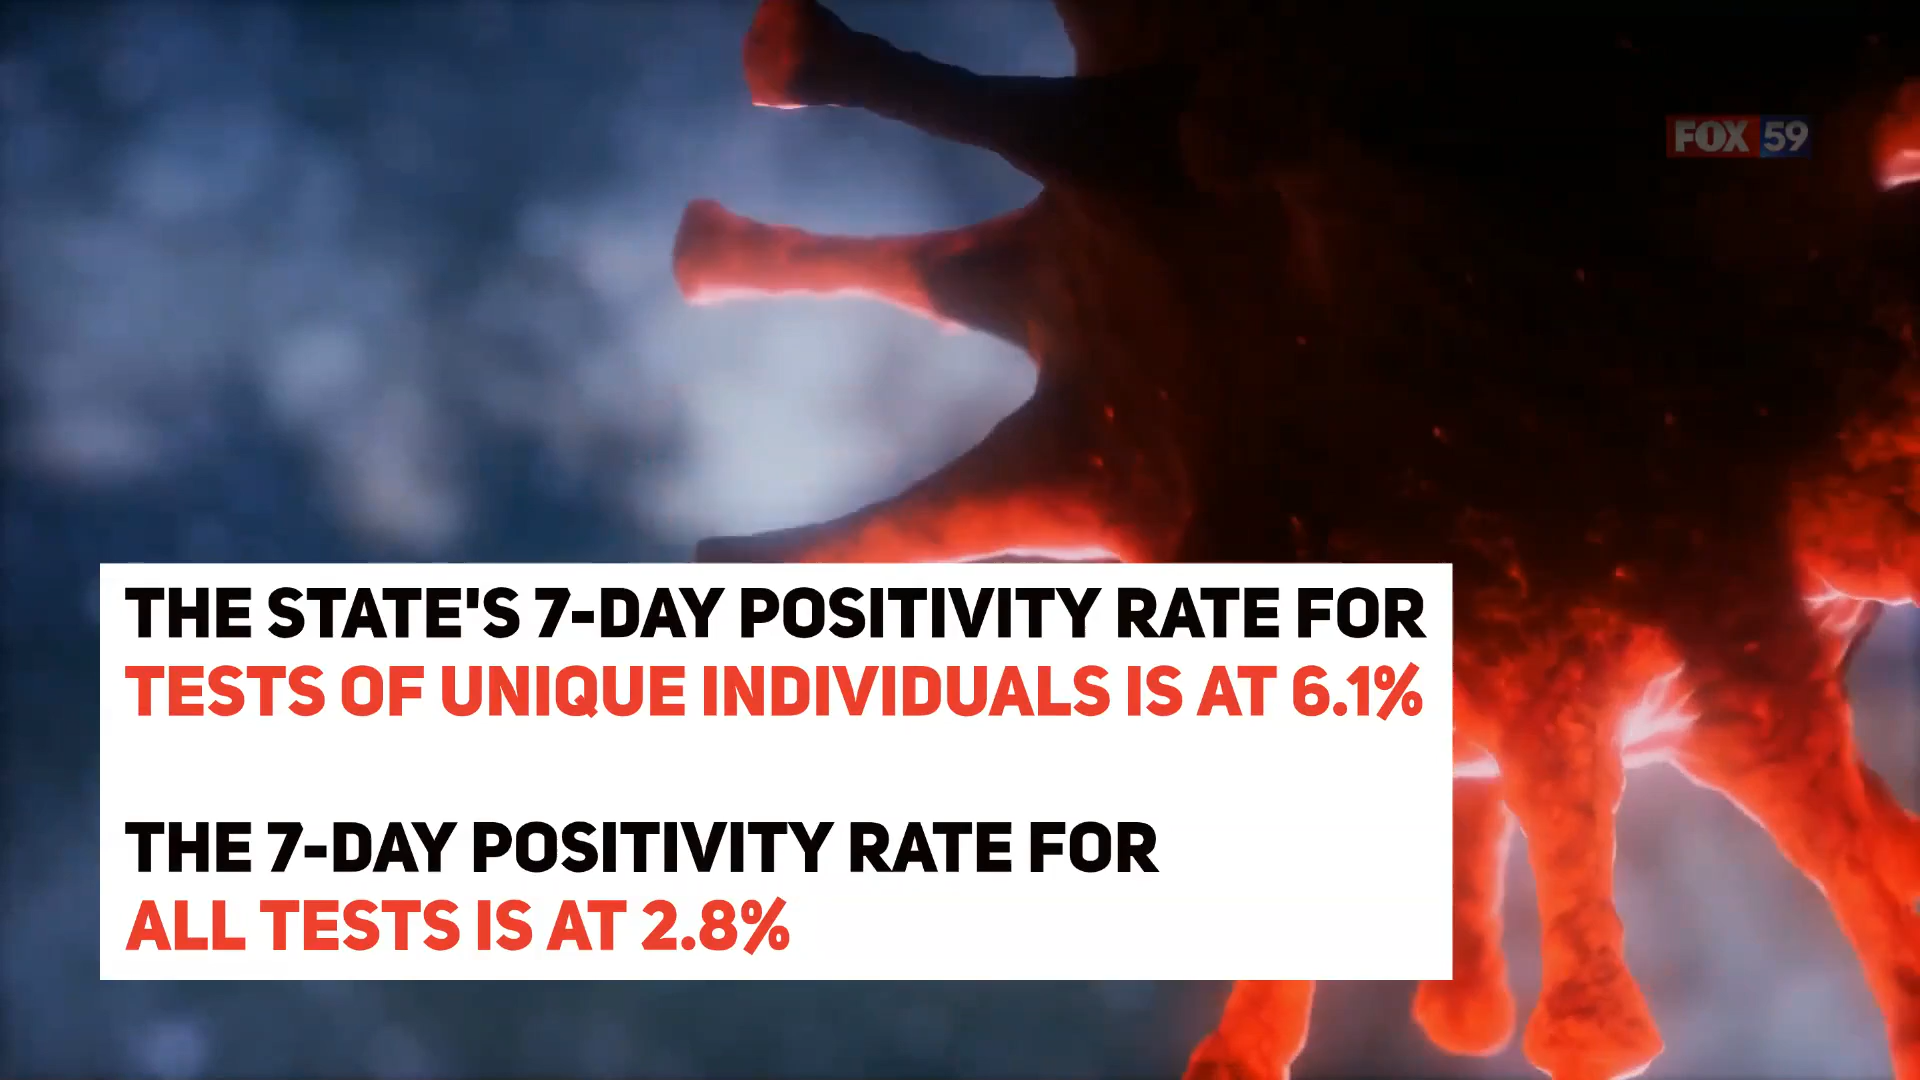 FOX 59
THE STATE'S 7-DAY POSITIVITY RATE FOR
TESTS OF UNIQUE INDIVIDUALS IS AT 6.1%
THE 7-DAY POSITIVITY RATE FOR
ALL TESTS IS AT 2.8%